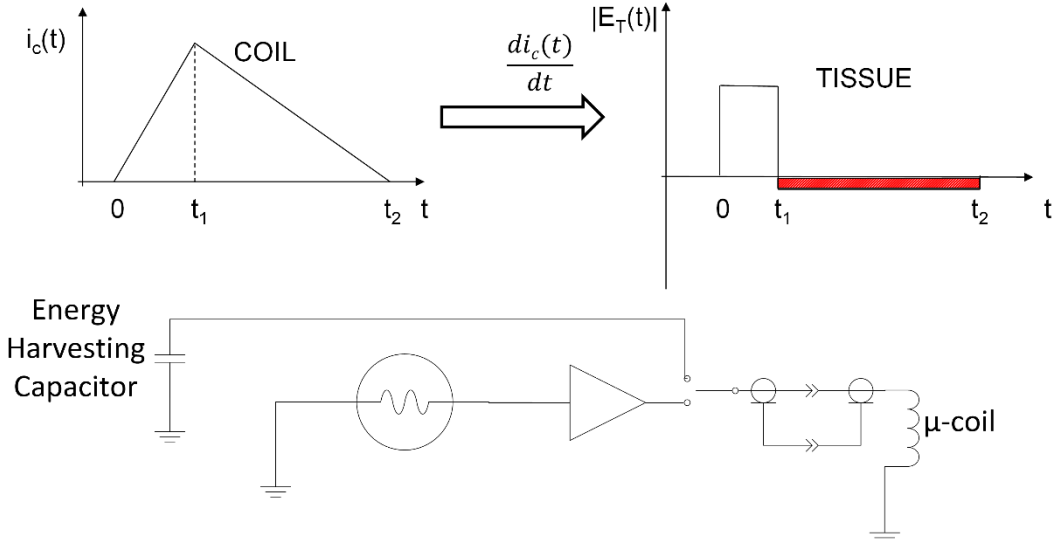 i_c(t)
COIL
0
t_1
t_2
t
di_c(t)
dt
|E_T(t)|
TISSUE
0
t_1
t_2
t
Energy
Harvesting
Capacitor
μ-coil